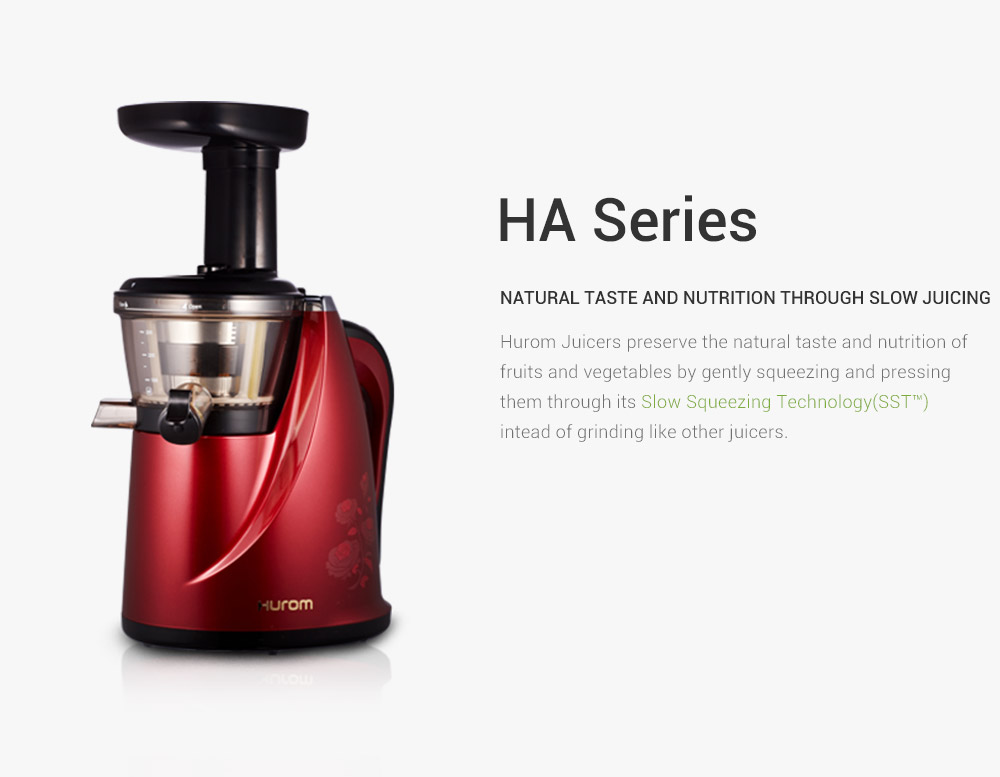 HA Series
NATURAL TASTE AND NUTRITION THROUGH SLOW JUICING
Hurom Juicers preserve the natural taste and nutrition of
fruits and vegetables by gently squeezing and pressing
them through its Slow Squeezing Technology(SST™)
intead of grinding like other juicers.
Hurom